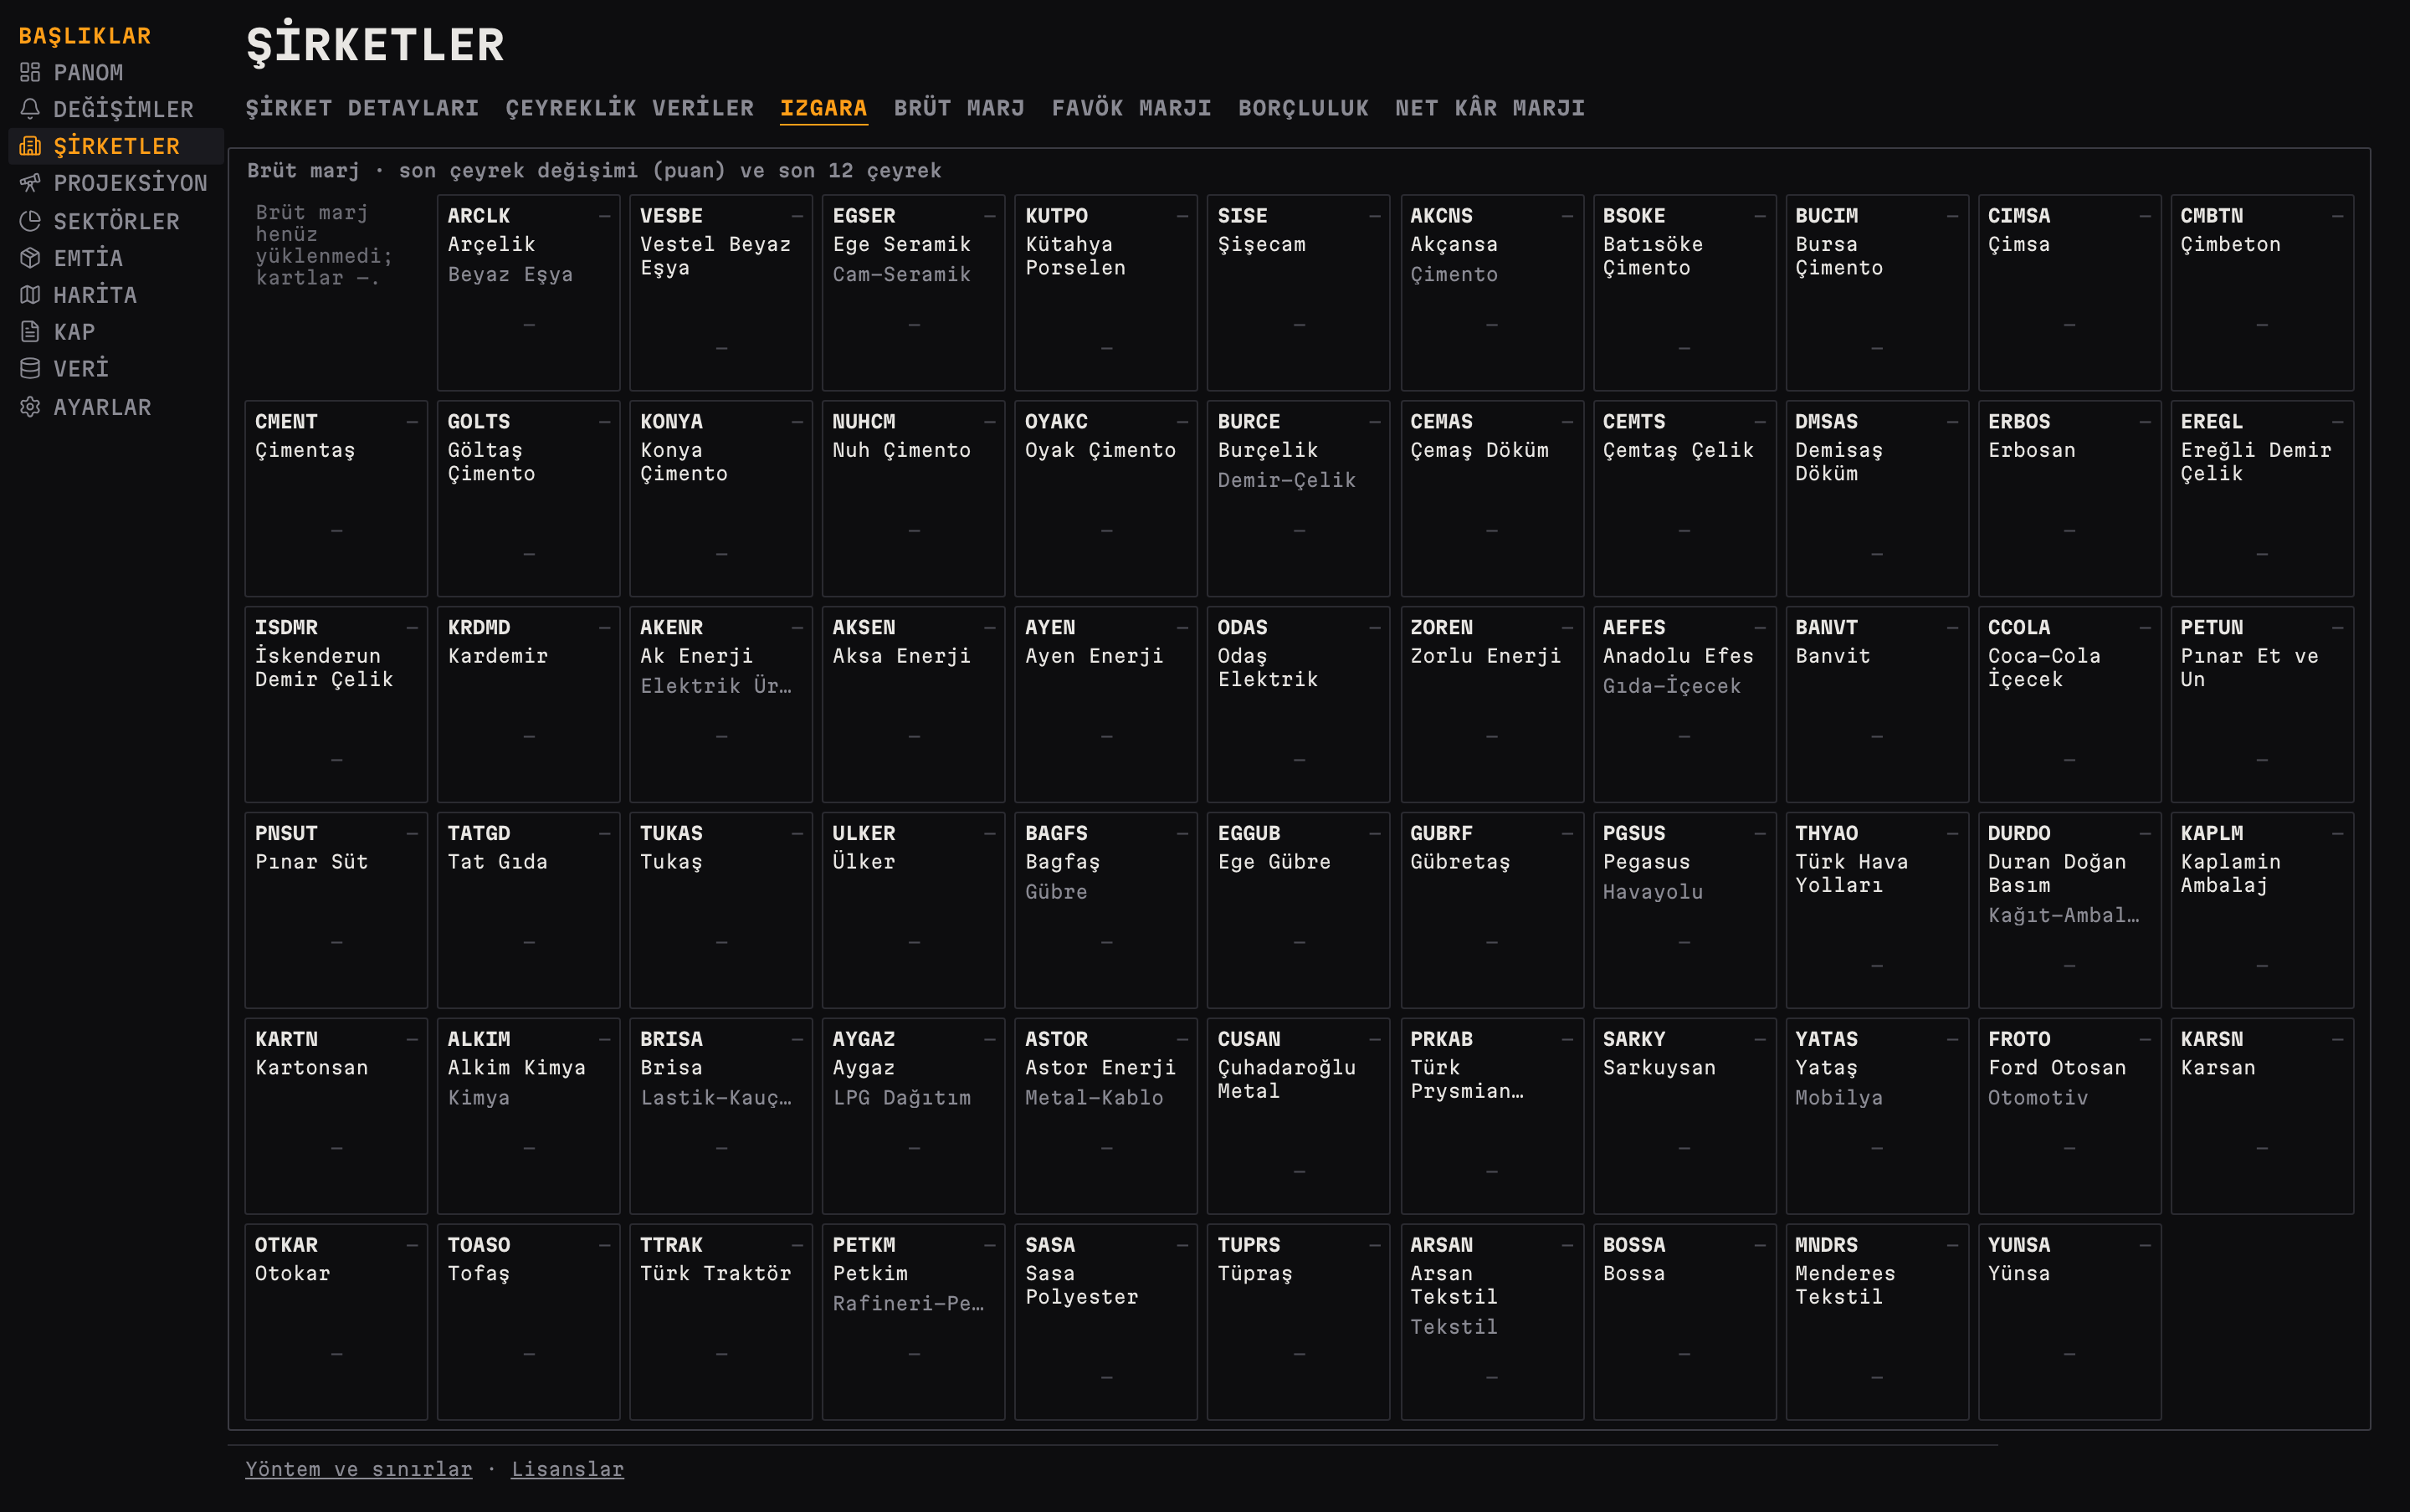 BAŞLIKLAR
PANOM
DEĞİŞİMLER
ŞİRKETLER
PROJEKSİYON
SEKTÖRLER
EMTİA
HARİTA
KAP
VERİ
AYARLAR
ŞİRKETLER
ŞİRKET DETAYLARI ÇEYREKLİK VERİLER IZGARA BRÜT MARJ FAVÖK MARJI BORÇLULUK NET KÂR MARJI
Brüt marj · son çeyrek değişimi (puan) ve son 12 çeyrek
Brüt marj
henüz
yüklenmedi;
kartlar —.
ARCLK —
Arçelik
Beyaz Eşya
—
VESBE —
Vestel Beyaz
Eşya
—
EGSER —
Ege Seramik
Cam-Seramik
—
KUTPO —
Kütahya
Porselen
—
SISE —
Şişecam
—
AKCNS —
Akçansa
Çimento
—
BSOKE —
Batısöke
Çimento
—
BUCIM —
Bursa
Çimento
—
CIMSA —
Çimsa
—
CMBTN —
Çimbeton
—
CMENT —
Çimentaş
—
GOLTS —
Göltaş
Çimento
—
KONYA —
Konya
Çimento
—
NUHCM —
Nuh Çimento
—
OYAKC —
Oyak Çimento
—
BURCE —
Burçelik
Demir-Çelik
—
CEMAS —
Çemaş Döküm
—
CEMTS —
Çemtaş Çelik
—
DMSAS —
Demisaş
Döküm
—
ERBOS —
Erbosan
—
EREGL —
Ereğli Demir
Çelik
—
ISDMR —
İskenderun
Demir Çelik
—
KRDMD —
Kardemir
—
AKENR —
Ak Enerji
Elektrik Ür…
—
AKSEN —
Aksa Enerji
—
AYEN —
Ayen Enerji
—
ODAS —
Odaş
Elektrik
—
ZOREN —
Zorlu Enerji
—
AEFES —
Anadolu Efes
Gıda-İçecek
—
BANVT —
Banvit
—
CCOLA —
Coca-Cola
İçecek
—
PETUN —
Pınar Et ve
Un
—
PNSUT —
Pınar Süt
—
TATGD —
Tat Gıda
—
TUKAS —
Tukaş
—
ULKER —
Ülker
—
BAGFS —
Bagfaş
Gübre
—
EGGUB —
Ege Gübre
—
GUBRF —
Gübretaş
—
PGSUS —
Pegasus
Havayolu
—
THYAO —
Türk Hava
Yolları
—
DURDO —
Duran Doğan
Basım
Kağıt-Ambal…
—
KAPLM —
Kaplamin
Ambalaj
—
KARTN —
Kartonsan
—
ALKIM —
Alkim Kimya
Kimya
—
BRISA —
Brisa
Lastik-Kauç…
—
AYGAZ —
Aygaz
LPG Dağıtım
—
ASTOR —
Astor Enerji
Metal-Kablo
—
CUSAN —
Çuhadaroğlu
Metal
—
PRKAB —
Türk
Prysmian…
—
SARKY —
Sarkuysan
—
YATAS —
Yataş
Mobilya
—
FROTO —
Ford Otosan
Otomotiv
—
KARSN —
Karsan
—
OTKAR —
Otokar
—
TOASO —
Tofaş
—
TTRAK —
Türk Traktör
—
PETKM —
Petkim
Rafineri-Pe…
—
SASA —
Sasa
Polyester
—
TUPRS —
Tüpraş
—
ARSAN —
Arsan
Tekstil
Tekstil
—
BOSSA —
Bossa
—
MNDRS —
Menderes
Tekstil
—
YUNSA —
Yünsa
—
Yöntem ve sınırlar · Lisanslar